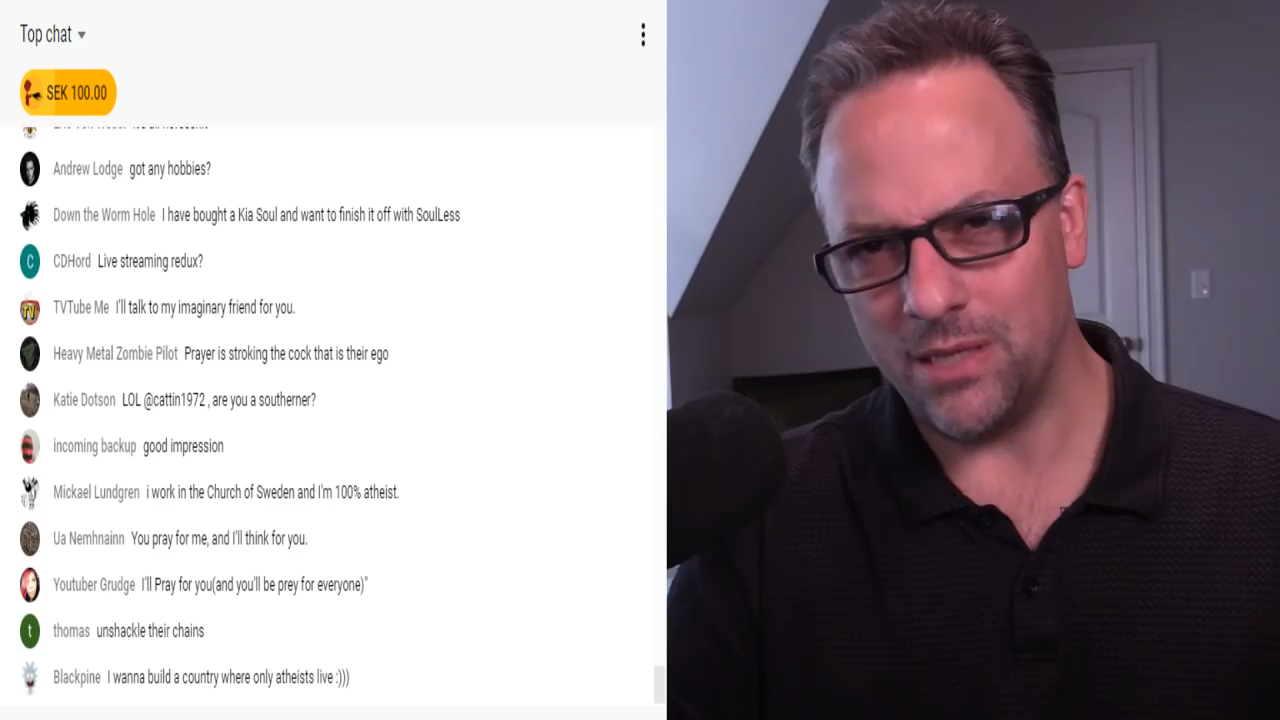 Top chat
SEK 100.00
Andrew Lodge got any hobbies?
Down the Worm Hole I have bought a Kia Soul and want to finish it off with SoulLess
C CDHord Live streaming redux?
TV TVTube Me I'll talk to my imaginary friend for you.
Heavy Metal Zombie Pilot Prayer is stroking the cock that is their ego
Katie Dotson LOL @cattin1972 , are you a southerner?
incoming backup good impression
Mickael Lundgren i work in the Church of Sweden and I'm 100% atheist.
Ua Nemhnainn You pray for me, and I'll think for you.
Youtuber Grudge I'll Pray for you(and you'll be prey for everyone)"
t thomas unshackle their chains
Blackpine I wanna build a country where only atheists live :)))